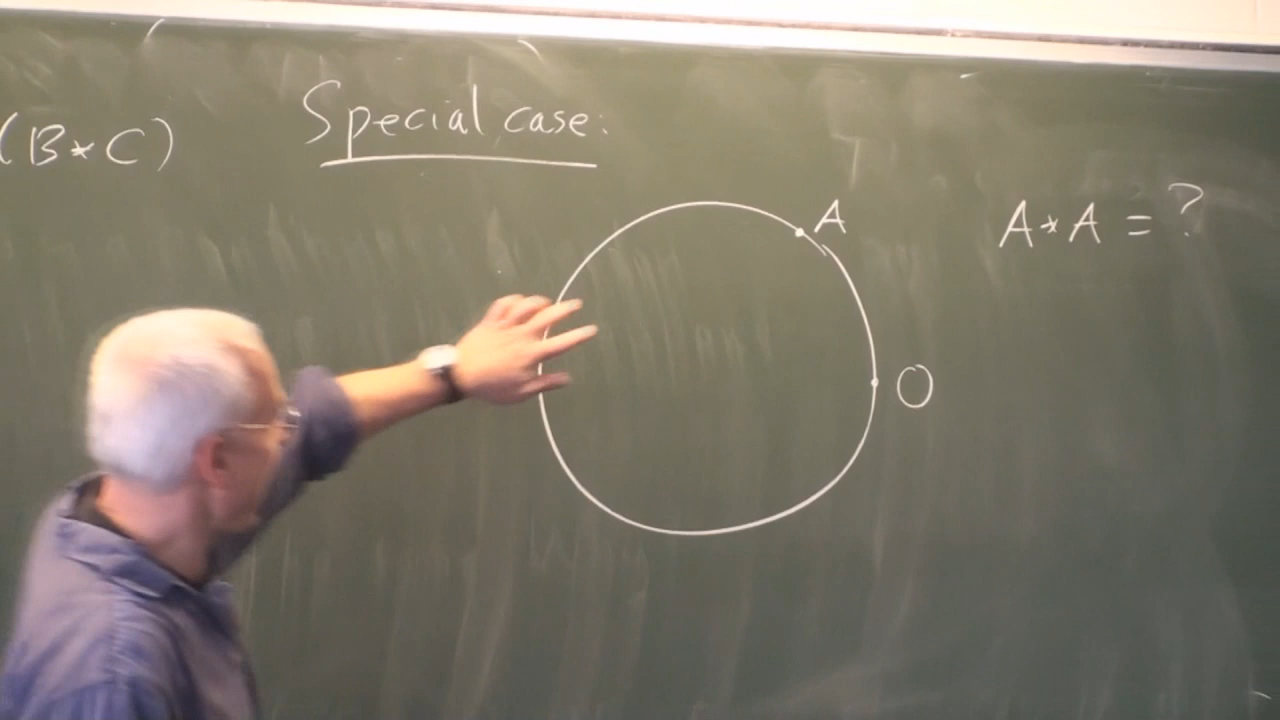 (B*C)
Special case:
A
A*A = ?
O